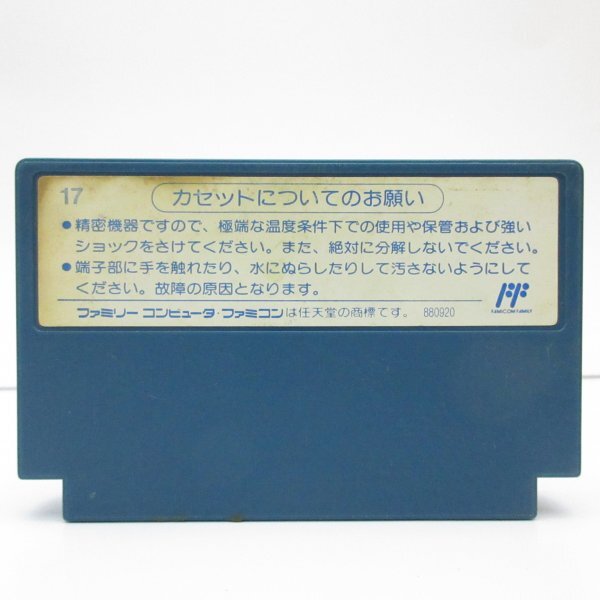 17
カセットについてのお願い
●精密機器ですので、極端な温度条件下での使用や保管および強い
ショックをさけてください。また、絶対に分解しないでください。
●端子部に手を触れたり、水にぬらしたりして汚さないようにして
ください。故障の原因となります。
ファミリー コンピュータ・ファミコンは任天堂の商標です。 880920
FF
FAMICOM FAMILY